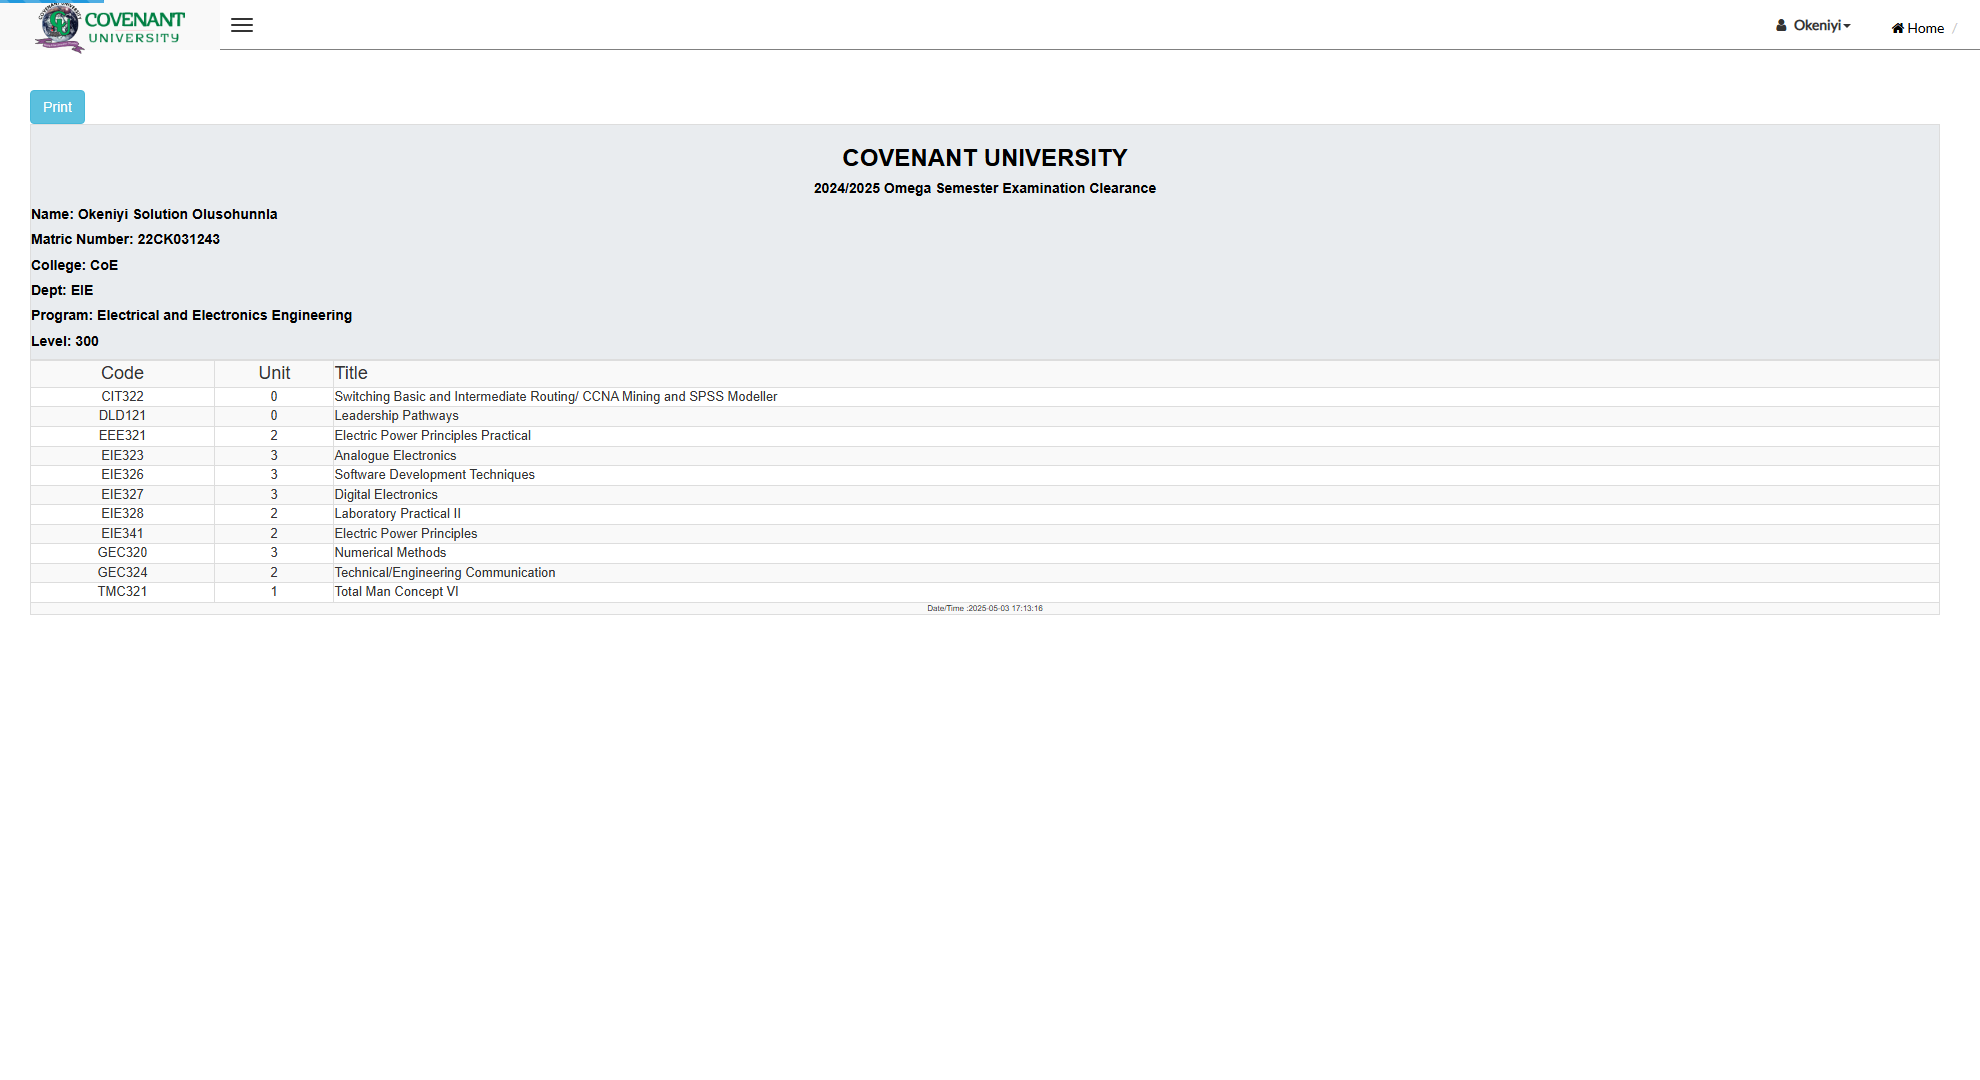 COVENANT
UNIVERSITY
Okeniyi
Home /
Print
COVENANT UNIVERSITY
2024/2025 Omega Semester Examination Clearance
Name: Okeniyi Solution Olusohunnla
Matric Number: 22CK031243
College: CoE
Dept: EIE
Program: Electrical and Electronics Engineering
Level: 300
Code Unit Title
CIT322 0 Switching Basic and Intermediate Routing/ CCNA Mining and SPSS Modeller
DLD121 0 Leadership Pathways
EEE321 2 Electric Power Principles Practical
EIE323 3 Analogue Electronics
EIE326 3 Software Development Techniques
EIE327 3 Digital Electronics
EIE328 2 Laboratory Practical II
EIE341 2 Electric Power Principles
GEC320 3 Numerical Methods
GEC324 2 Technical/Engineering Communication
TMC321 1 Total Man Concept VI
Date/Time :2025-05-03 17:13:16